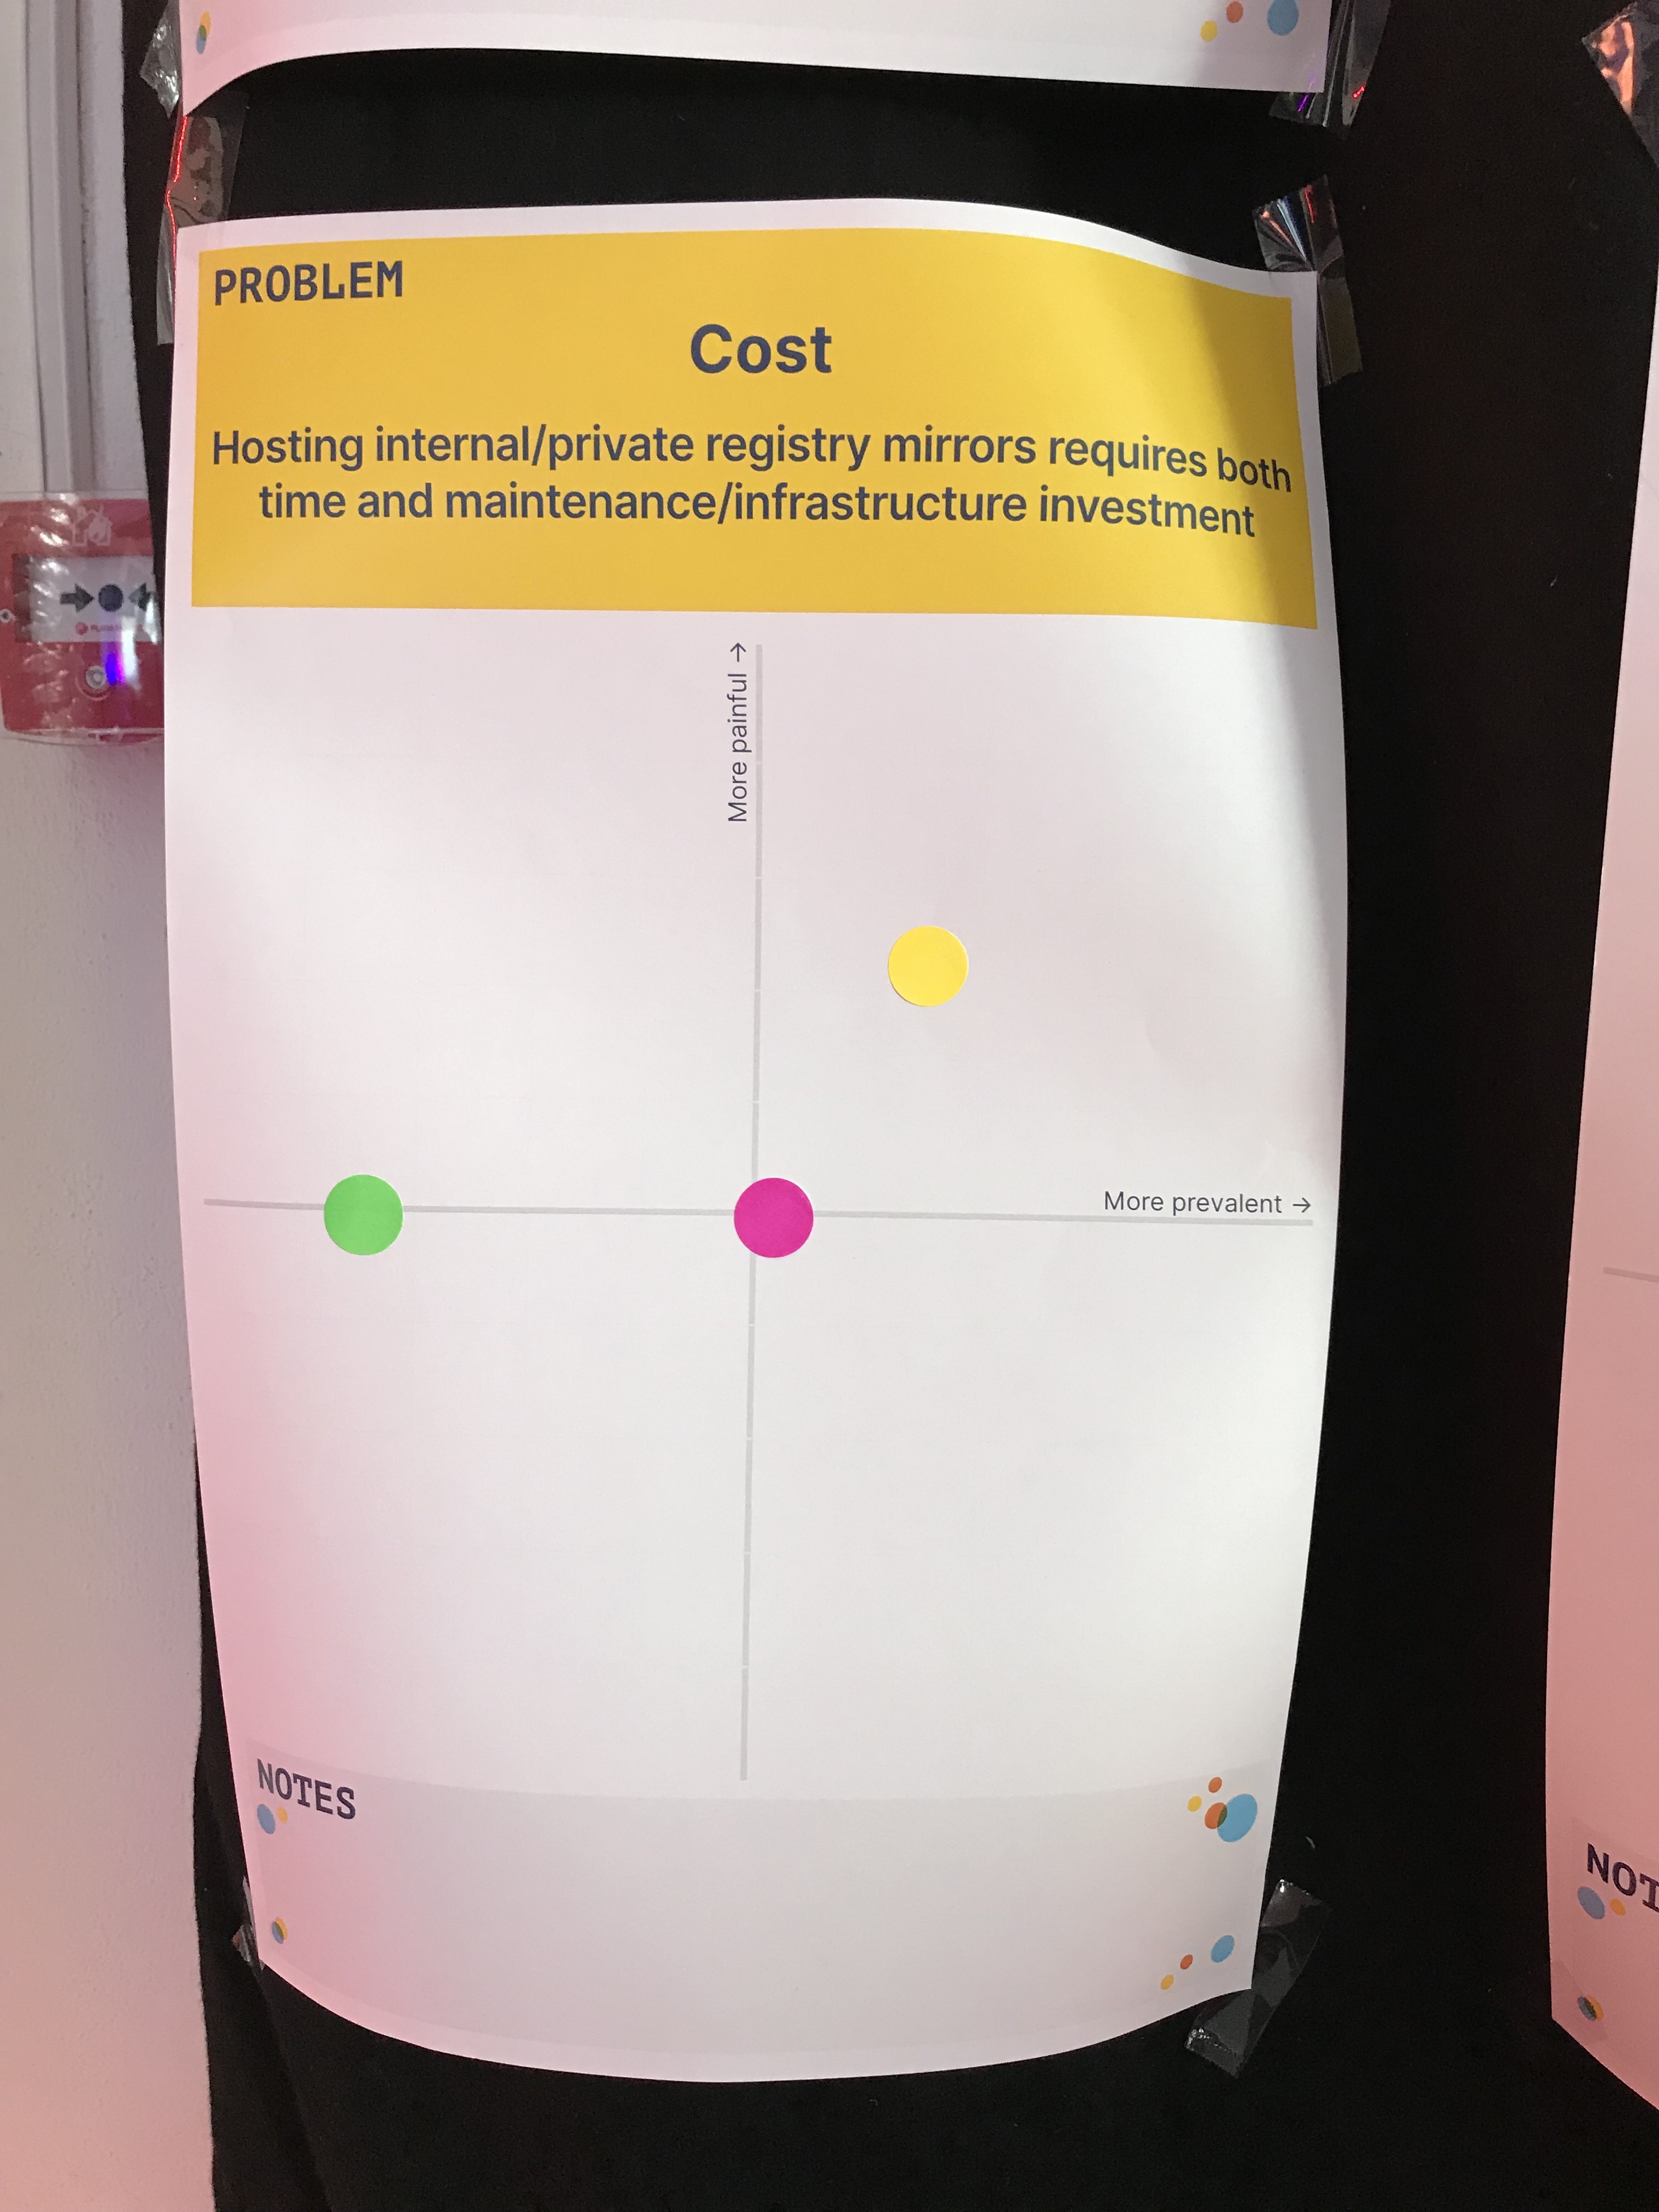 PROBLEM
Cost
Hosting internal/private registry mirrors requires both
time and maintenance/infrastructure investment
More painful →
More prevalent →
NOTES